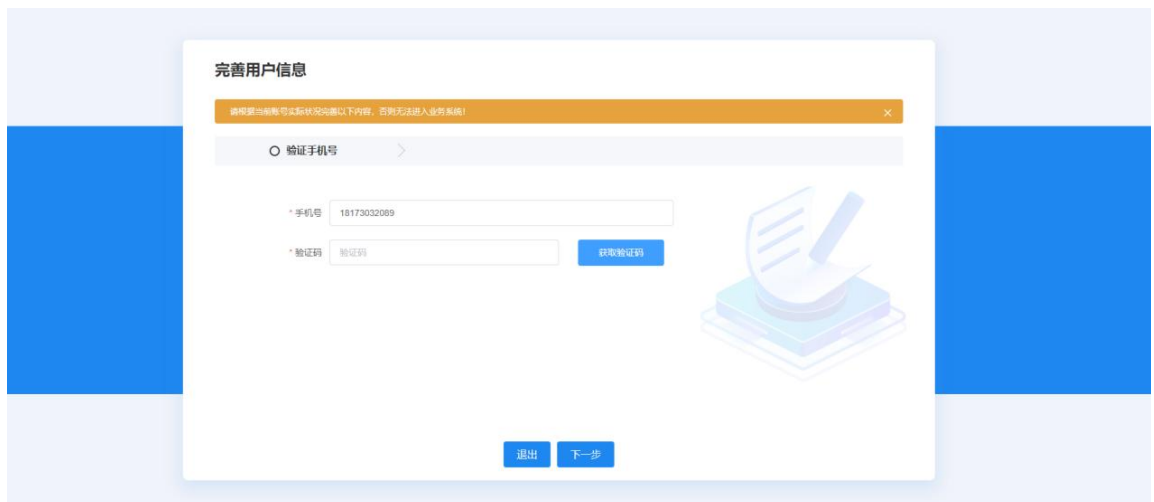 完善用户信息
请根据当前账号实际状况完善以下内容，否则无法进入业务系统！
验证手机号
* 手机号 18173032089
* 验证码 验证码 获取验证码
退出 下一步